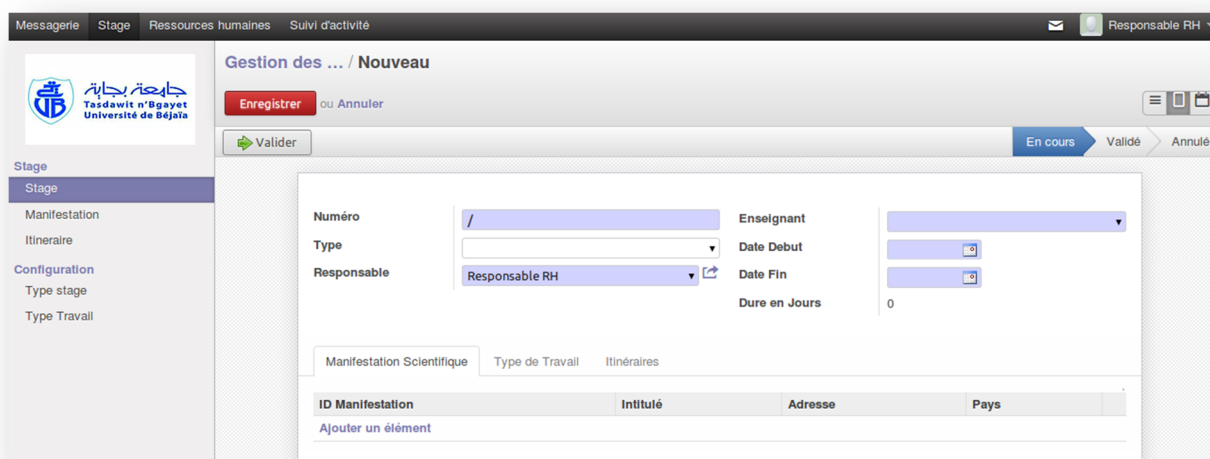 Messagerie Stage Ressources humaines Suivi d'activité Responsable RH
جامعة بجاية
Tasdawit n'Bgayet
Université de Béjaïa
Stage
Stage
Manifestation
Itineraire
Configuration
Type stage
Type Travail
Gestion des ... / Nouveau
Enregistrer ou Annuler
Valider
En cours Validé Annulé
Numéro /
Type
Responsable Responsable RH
Enseignant
Date Debut
Date Fin
Dure en Jours 0
Manifestation Scientifique Type de Travail Itinéraires
ID Manifestation Intitulé Adresse Pays
Ajouter un élément